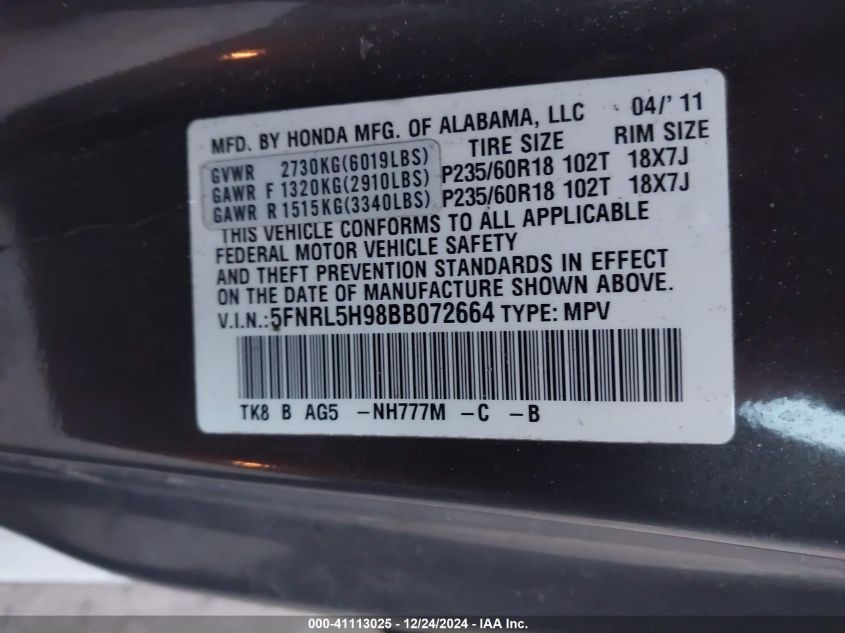 MFD. BY HONDA MFG. OF ALABAMA, LLC 04/' 11
TIRE SIZE RIM SIZE
GVWR 2730KG(6019LBS)
GAWR F 1320KG(2910LBS) P235/60R18 102T 18X7J
GAWR R 1515KG(3340LBS) P235/60R18 102T 18X7J
THIS VEHICLE CONFORMS TO ALL APPLICABLE
FEDERAL MOTOR VEHICLE SAFETY
AND THEFT PREVENTION STANDARDS IN EFFECT
ON THE DATE OF MANUFACTURE SHOWN ABOVE.
V.I.N.:5FNRL5H98BB072664 TYPE: MPV
TK8 B AG5 -NH777M -C -B
000-41113025 - 12/24/2024 - IAA, Inc.